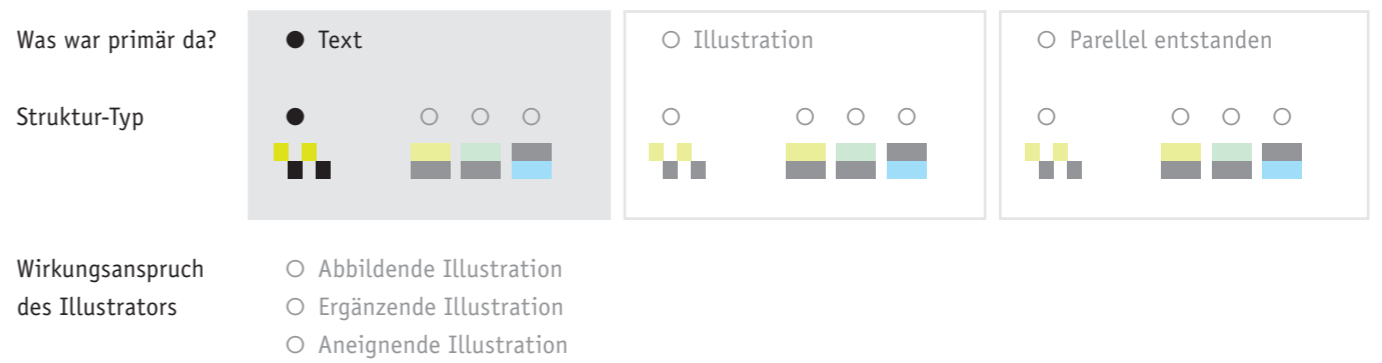 Was war primär da? Text Illustration Parellel entstanden
Struktur-Typ
Wirkungsanspruch Abbildende Illustration
des Illustrators Ergänzende Illustration
Aneignende Illustration